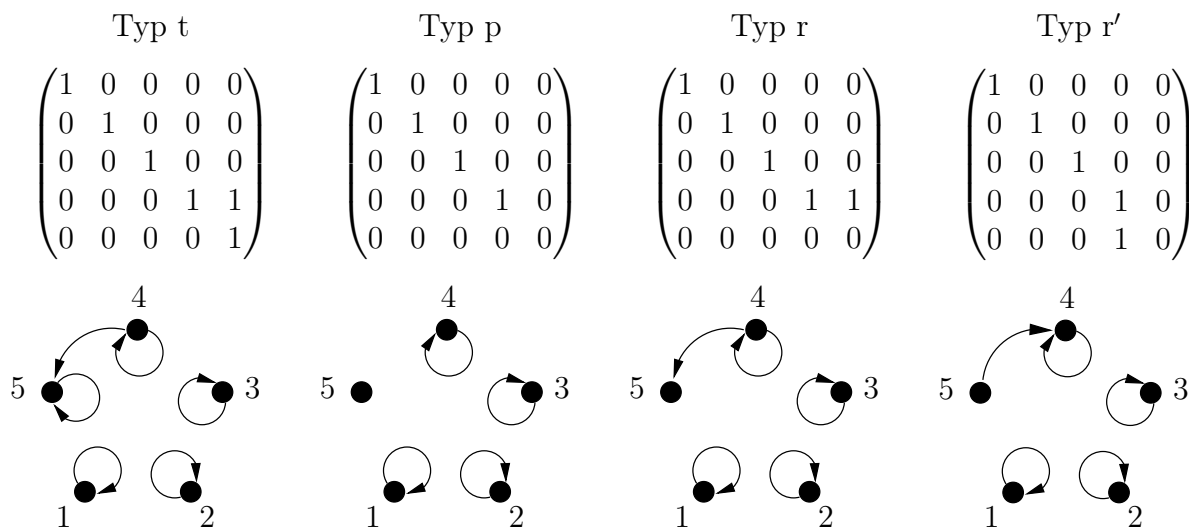 Typ t Typ p Typ r Typ r′
1 0 0 0 0 1 0 0 0 0 1 0 0 0 0 1 0 0 0 0
0 1 0 0 0 0 1 0 0 0 0 1 0 0 0 0 1 0 0 0
0 0 1 0 0 0 0 1 0 0 0 0 1 0 0 0 0 1 0 0
0 0 0 1 1 0 0 0 1 0 0 0 0 1 1 0 0 0 1 0
0 0 0 0 1 0 0 0 0 0 0 0 0 0 0 0 0 0 1 0
4 4 4 4
5 3 5 3 5 3 5 3
1 2 1 2 1 2 1 2